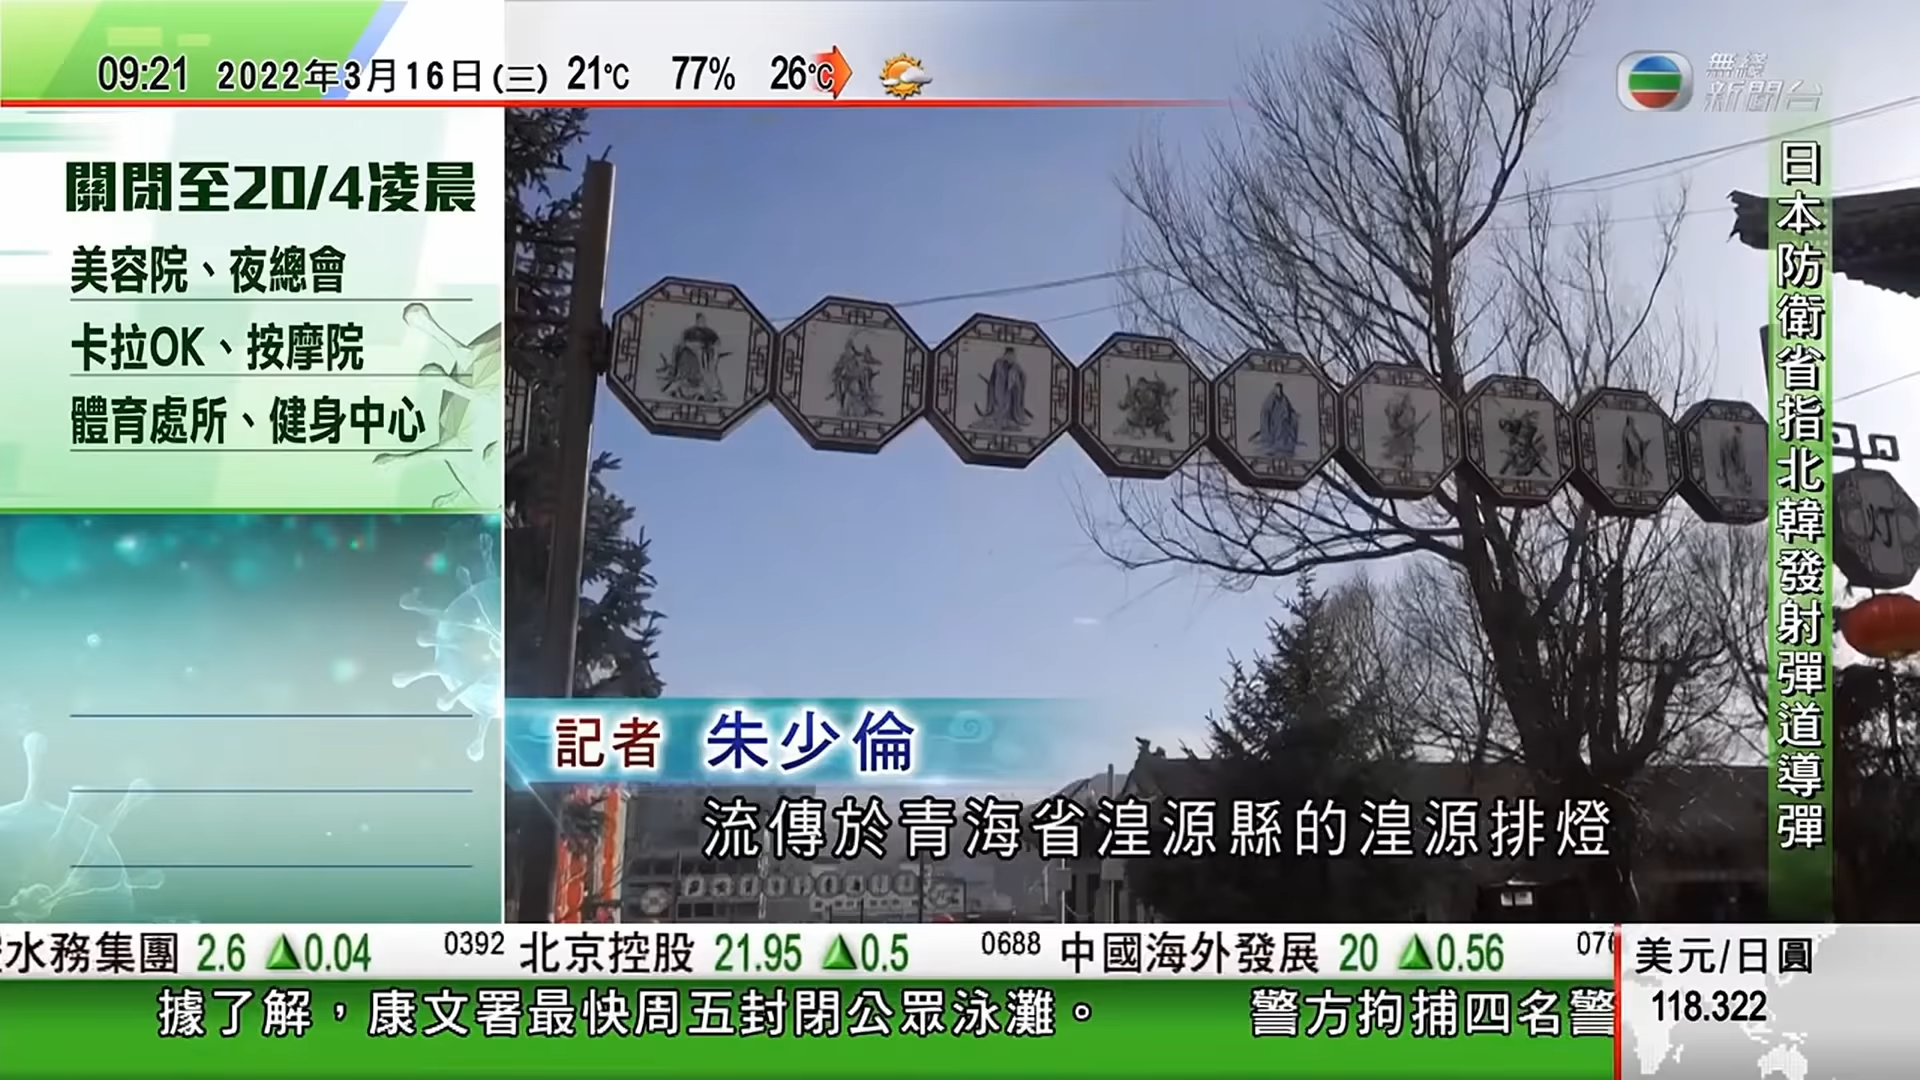 09:21 2022年3月16日(三) 21℃ 77% 26℃
無綫
新聞台
關閉至20/4凌晨
美容院、夜總會
卡拉OK、按摩院
體育處所、健身中心
日本防衛省指北韓發射彈道導彈
記者 朱少倫
流傳於青海省湟源縣的湟源排燈
水務集團 2.6 ▲0.04 0392 北京控股 21.95 ▲0.5 0688 中國海外發展 20 ▲0.56
美元/日圓
118.322
據了解，康文署最快周五封閉公眾泳灘。 警方拘捕四名警